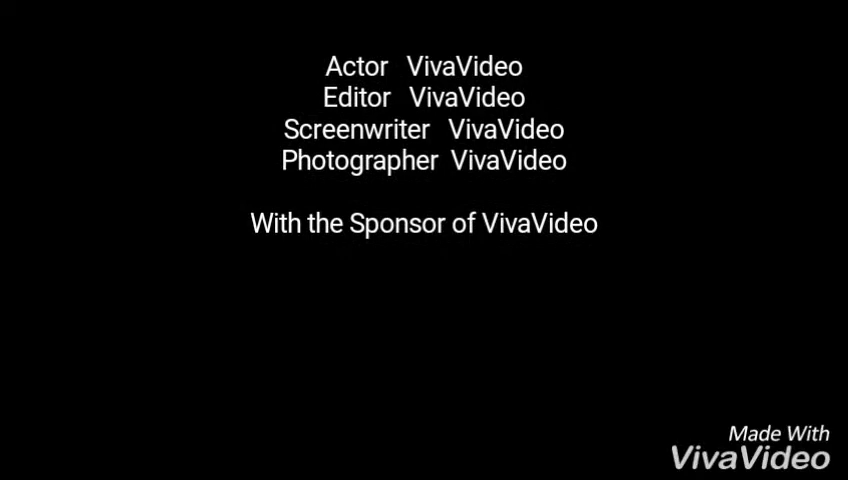 Actor VivaVideo
Editor VivaVideo
Screenwriter VivaVideo
Photographer VivaVideo
With the Sponsor of VivaVideo
Made With
VivaVideo